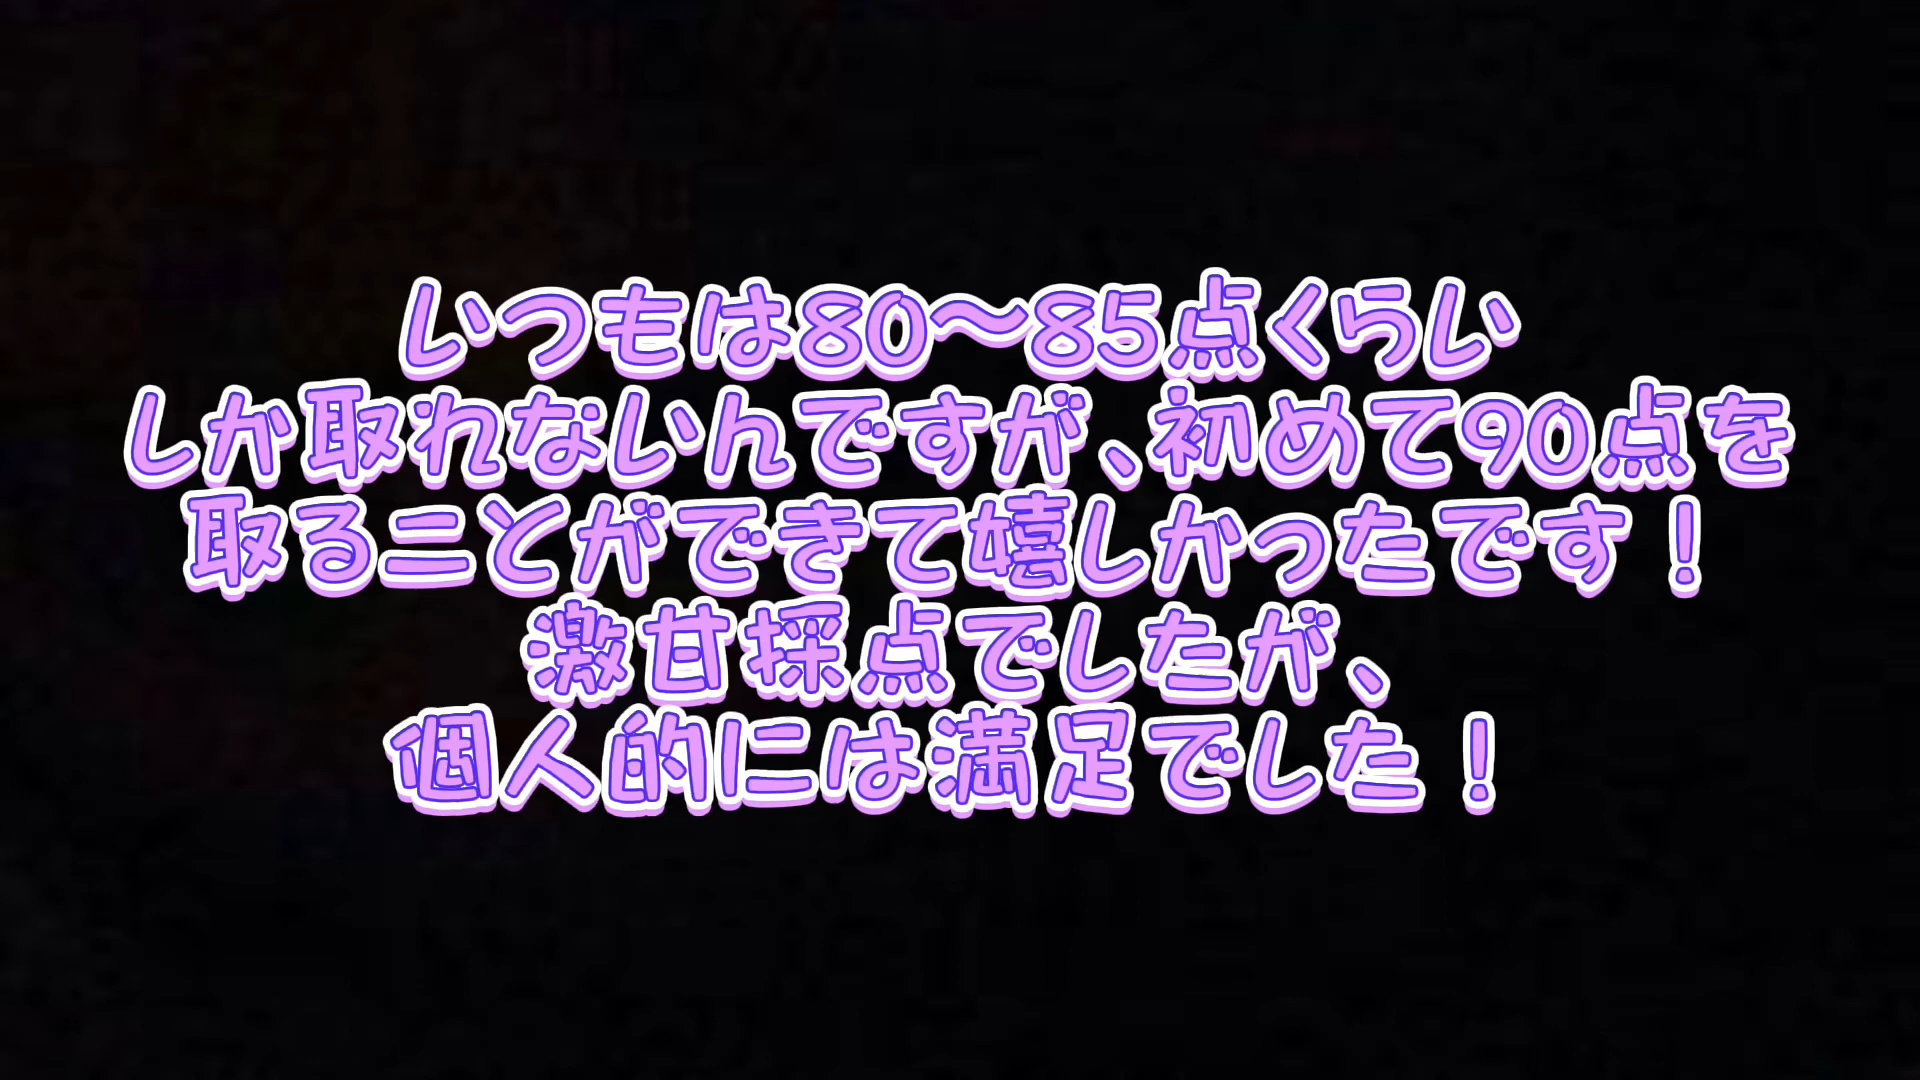 いつもは80～85点くらい
しか取れないんですが、初めて90点を
取ることができて嬉しかったです！
激甘採点でしたが、
個人的には満足でした！